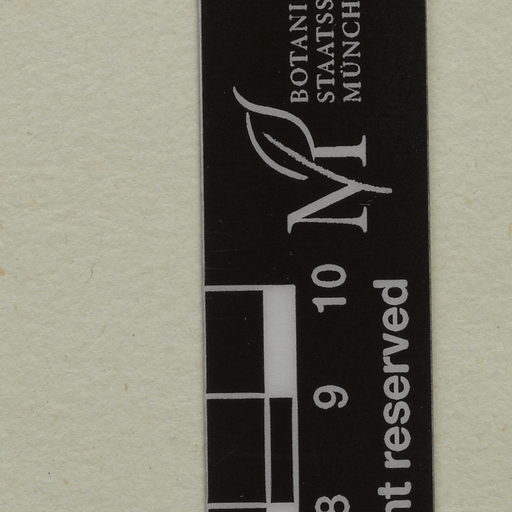 BOTANI
STAATSS
MÜNCH
M
10
9
8
nt reserved